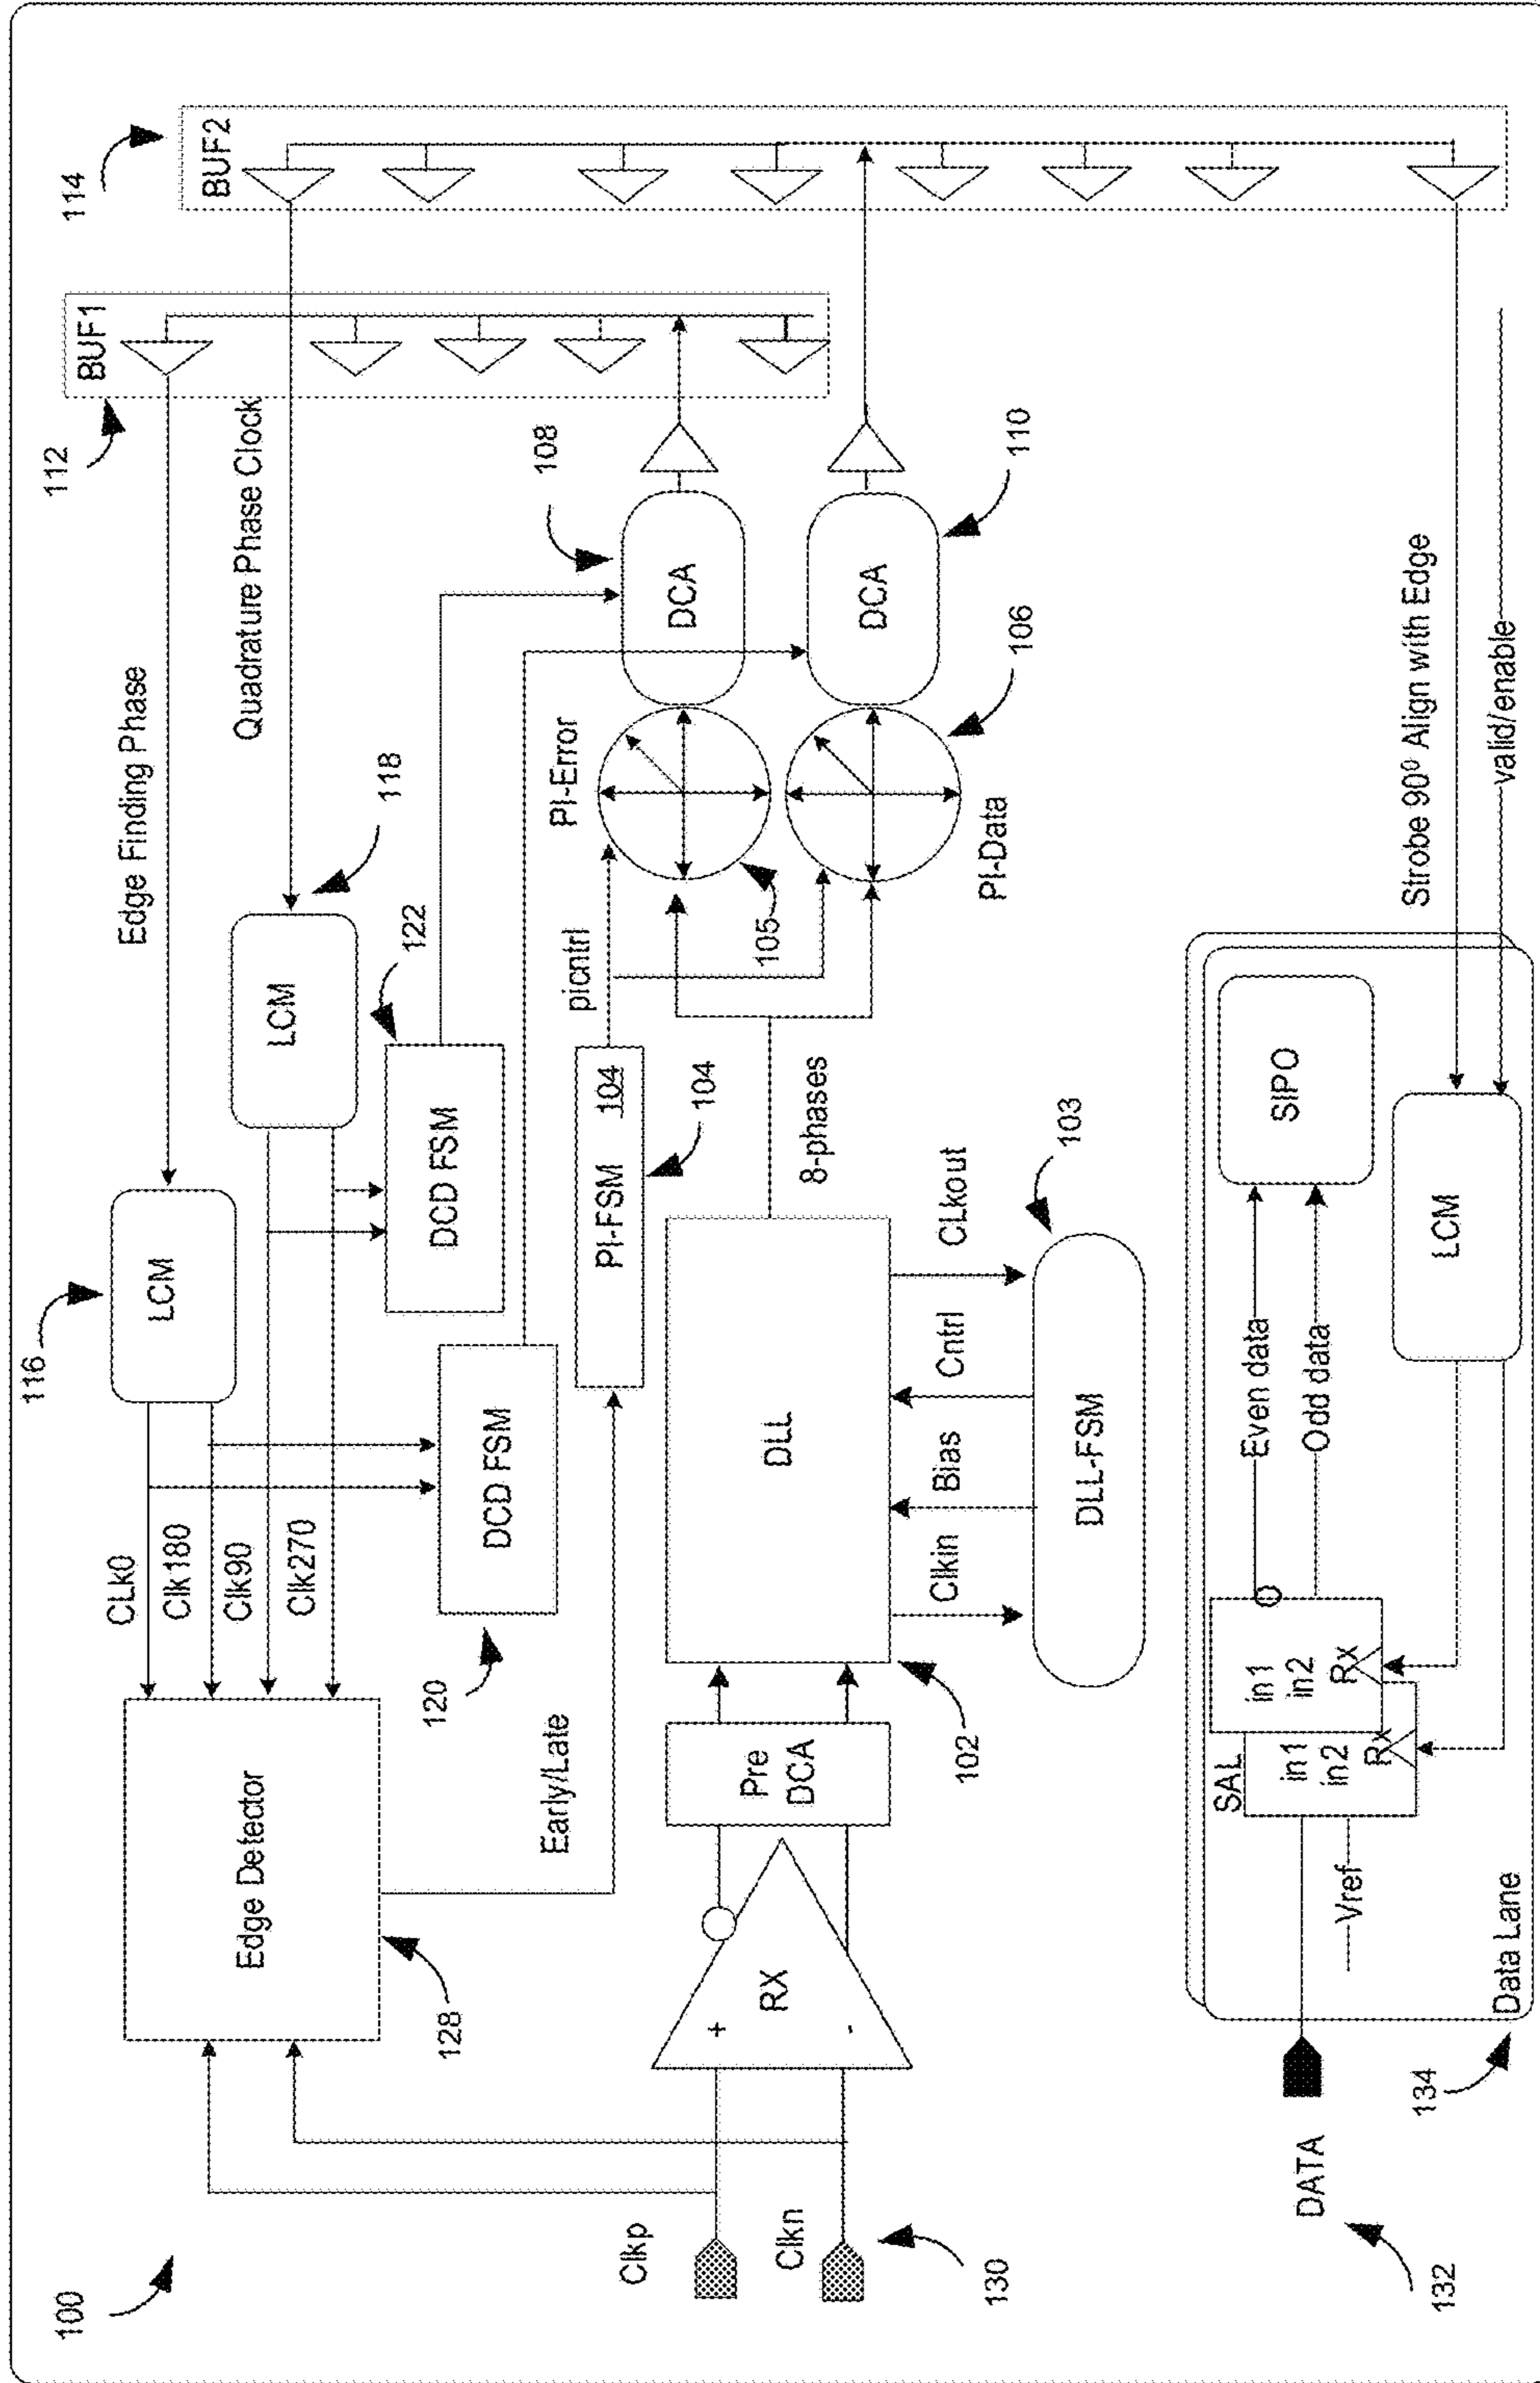 100
116
LCM
Edge Finding Phase
112
BUF1
114
BUF2
CLk0
Clk180
Clk90
Clk270
LCM
118
Quadrature Phase Clock
Edge Detector
128
120
DCD FSM
DCD FSM
122
Early/Late
PI-FSM 104
104
picntrl
PI-Error
105
108
DCA
Clkp
Clkn
130
+
-
RX
Pre
DCA
102
DLL
8-phases
PI-Data
106
DCA
110
Clkin
Bias
Cntrl
CLkout
DLL-FSM
103
DATA
132
134
Data Lane
Vref
SAL
in1
in2
Rx
in1
in2
Rx
Even data
Odd data
SIPO
LCM
Strobe 90º Align with Edge
valid/enable